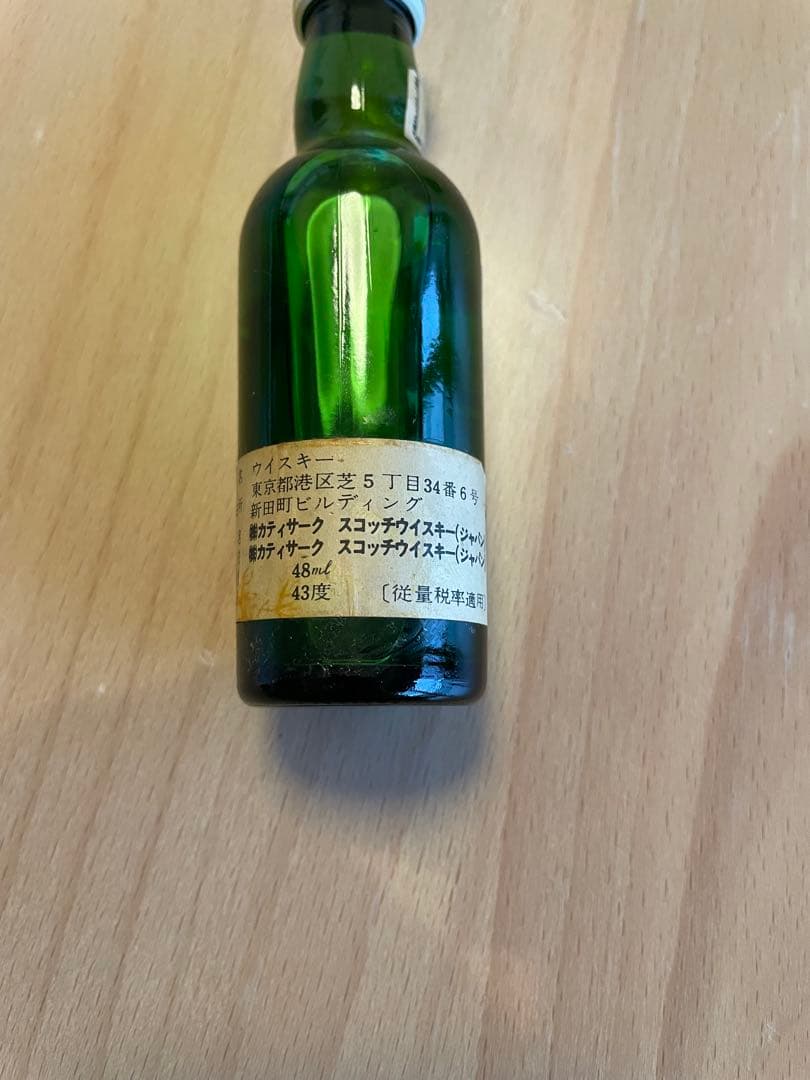 ウイスキー
東京都港区芝5丁目34番6号
新田町ビルディング
㈱カティサーク スコッチウイスキー(ジャパン
㈱カティサーク スコッチウイスキー(ジャパン
48ml
43度 〔従量税率適用〕